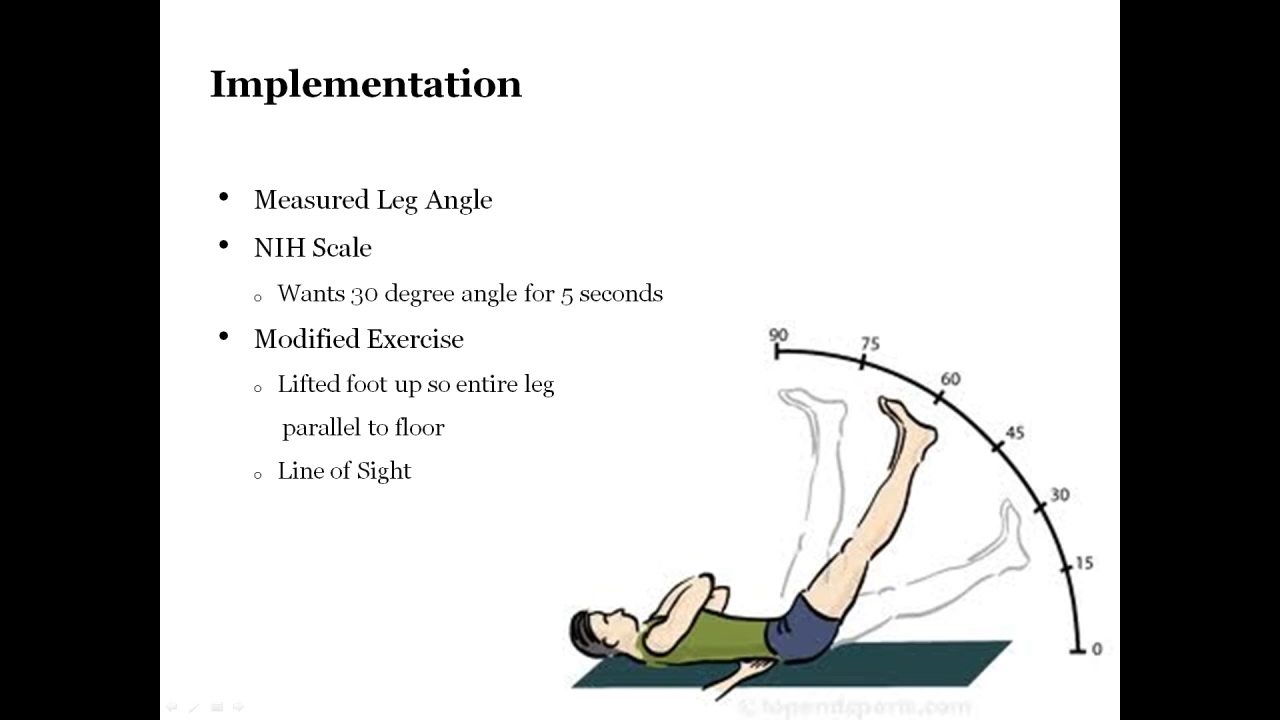 Implementation
• Measured Leg Angle
• NIH Scale
o Wants 30 degree angle for 5 seconds
• Modified Exercise
o Lifted foot up so entire leg
parallel to floor
o Line of Sight
90
75
60
45
30
15
0
© topendsports.com